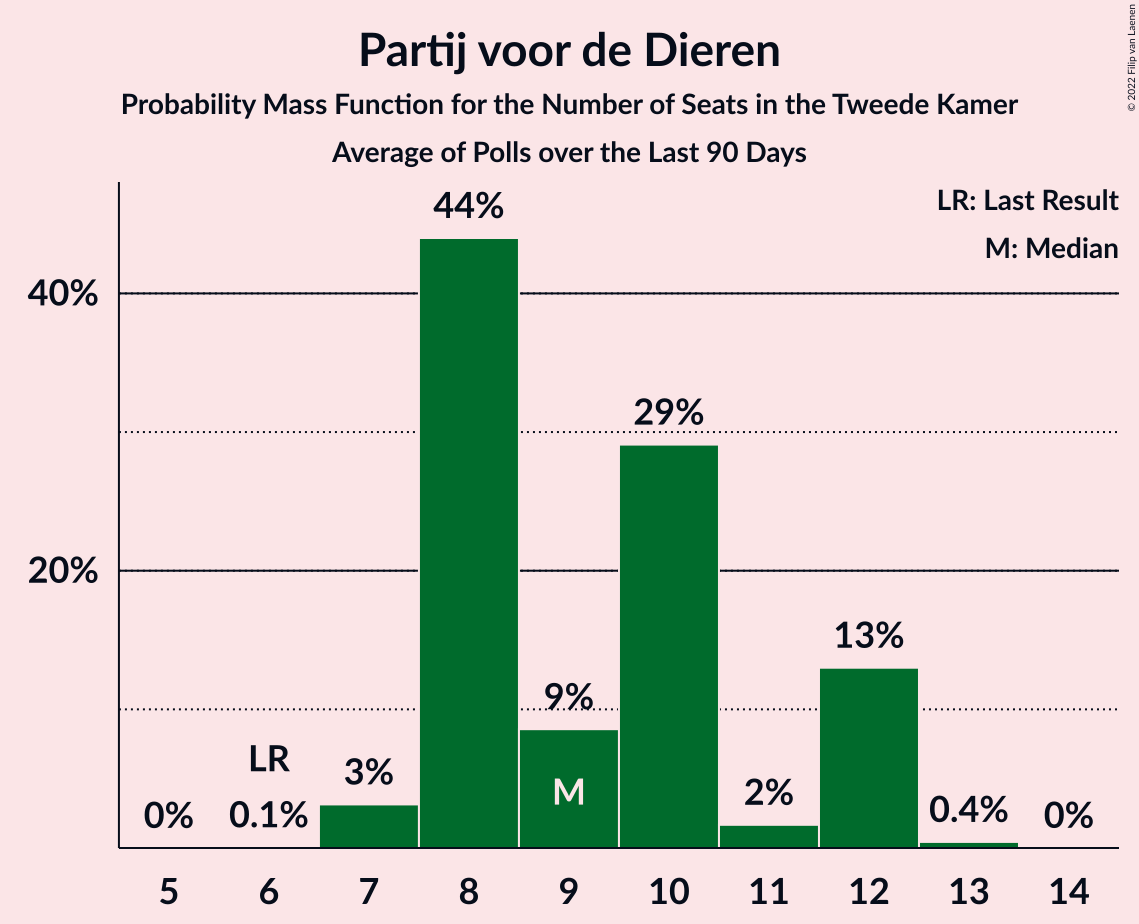 Partij voor de Dieren
Probability Mass Function for the Number of Seats in the Tweede Kamer
Average of Polls over the Last 90 Days
© 2022 Filip van Laenen
LR: Last Result
M: Median
44%
40%
29%
20%
13%
9%
LR
3%
M
2%
0%
0.1%
0.4%
0%
5 6 7 8 9 10 11 12 13 14